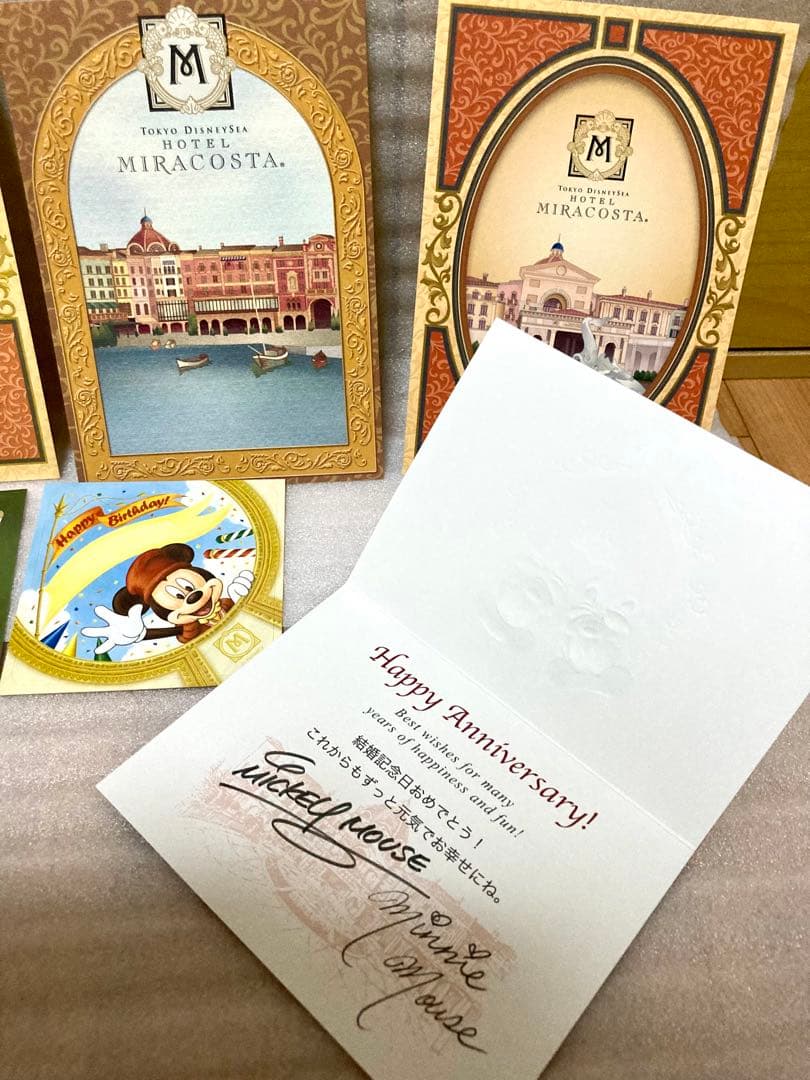 M
TOKYO DISNEYSEA
HOTEL
MIRACOSTA®
M
TOKYO DISNEYSEA
HOTEL
MIRACOSTA®
Happy Birthday!
M
Happy Anniversary!
Best wishes for many
years of happiness and fun!
結婚記念日おめでとう！
これからもずっと元気でお幸せにね。
MICKEY MOUSE
Minnie
Mouse